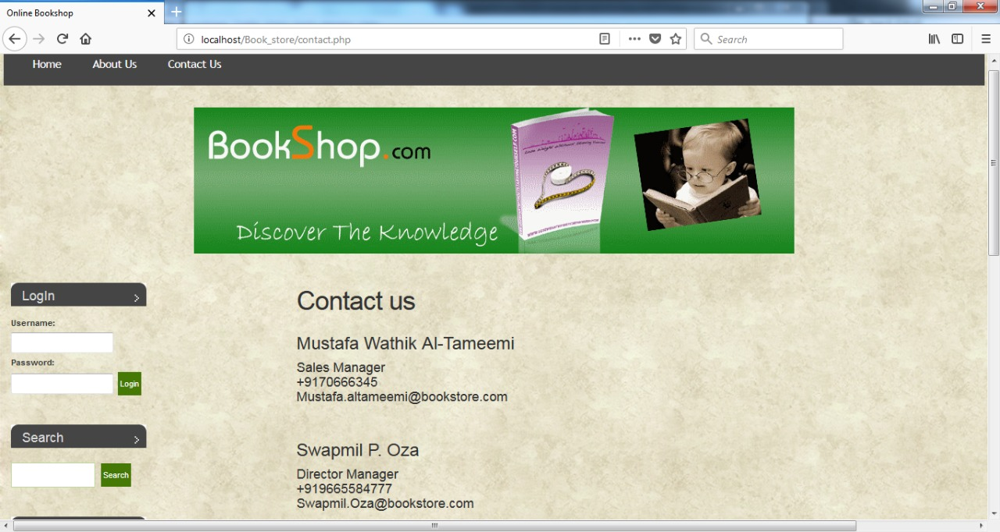 Online Bookshop
localhost/Book_store/contact.php
Search
Home About Us Contact Us
BookShop.com
Discover The Knowledge
LogIn
Username:
Password:
Login
Search
Search
Contact us
Mustafa Wathik Al-Tameemi
Sales Manager
+9170666345
Mustafa.altameemi@bookstore.com
Swapmil P. Oza
Director Manager
+919665584777
Swapmil.Oza@bookstore.com